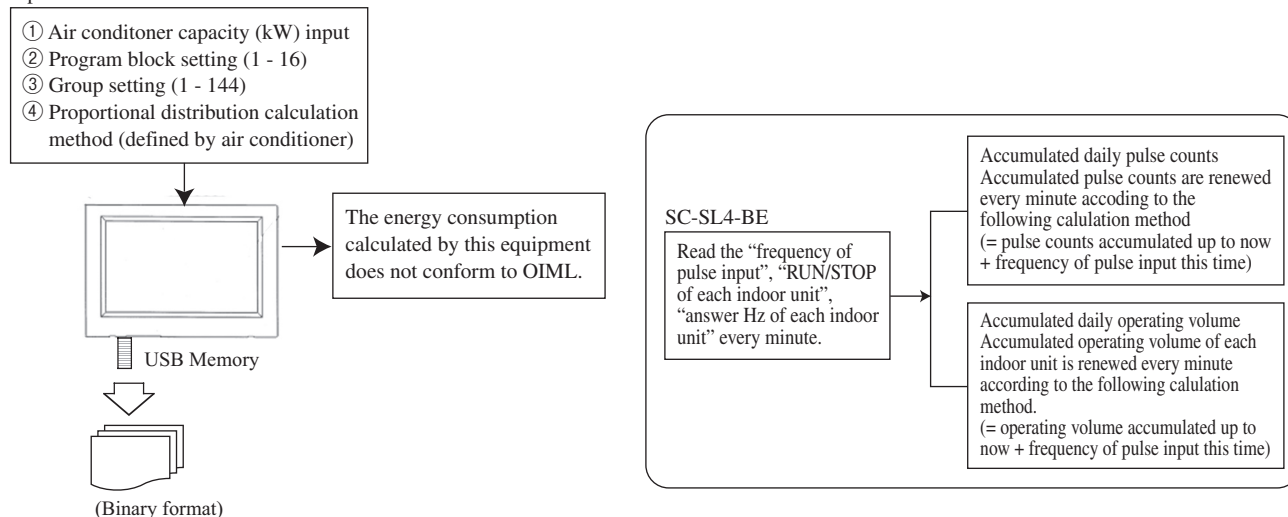 ① Air conditoner capacity (kW) input
② Program block setting (1 - 16)
③ Group setting (1 - 144)
④ Proportional distribution calculation
method (defined by air conditioner)
The energy consumption
calculated by this equipment
does not conform to OIML.
USB Memory
(Binary format)
SC-SL4-BE
Read the “frequency of
pulse input”, “RUN/STOP
of each indoor unit”,
“answer Hz of each indoor
unit” every minute.
Accumulated daily pulse counts
Accumulated pulse counts are renewed
every minute acoding to the
following calulation method
(= pulse counts accumulated up to now
+ frequency of pulse input this time)
Accumulated daily operating volume
Accumulated operating volume of each
indoor unit is renewed every minute
according to the following calulation
method.
(= operating volume accumulated up to
now + frequency of pulse input this time)